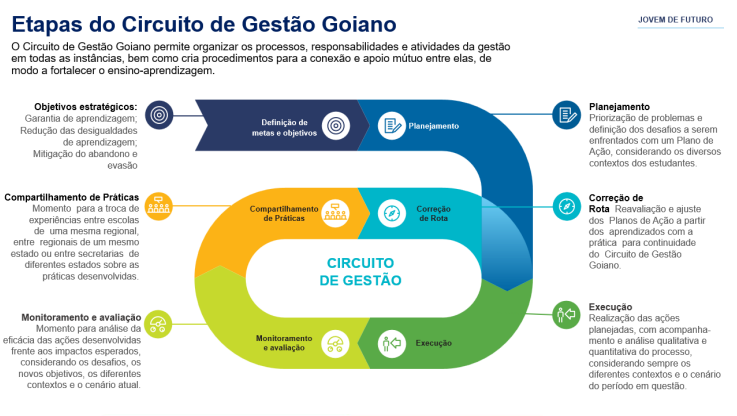 Etapas do Circuito de Gestão Goiano
JOVEM DE FUTURO
O Circuito de Gestão Goiano permite organizar os processos, responsabilidades e atividades da gestão
em todas as instâncias, bem como cria procedimentos para a conexão e apoio mútuo entre elas, de
modo a fortalecer o ensino-aprendizagem.
Objetivos estratégicos:
Garantia de aprendizagem;
Redução das desigualdades
de aprendizagem;
Mitigação do abandono e
evasão
Definição de
metas e objetivos
Planejamento
Planejamento
Priorização de problemas e
definição dos desafios a serem
enfrentados com um Plano de
Ação, considerando os diversos
contextos dos estudantes.
Compartilhamento de Práticas
Momento para a troca de
experiências entre escolas
de uma mesma regional,
entre regionais de um mesmo
estado ou entre secretarias de
diferentes estados sobre as
práticas desenvolvidas.
Compartilhamento
de Práticas
Correção
de Rota
Correção de
Rota Reavaliação e ajuste
dos Planos de Ação a partir
dos aprendizados com a
prática para continuidade
do Circuito de Gestão
Goiano.
CIRCUITO
DE GESTÃO
Monitoramento e avaliação
Momento para análise da
eficácia das ações desenvolvidas
frente aos impactos esperados,
considerando os desafios, os
novos objetivos, os diferentes
contextos e o cenário atual.
Monitoramento
e avaliação
Execução
Execução
Realização das ações
planejadas, com acompanha-
mento e análise qualitativa e
quantitativa do processo,
considerando sempre os
diferentes contextos e o cenário
do período em questão.